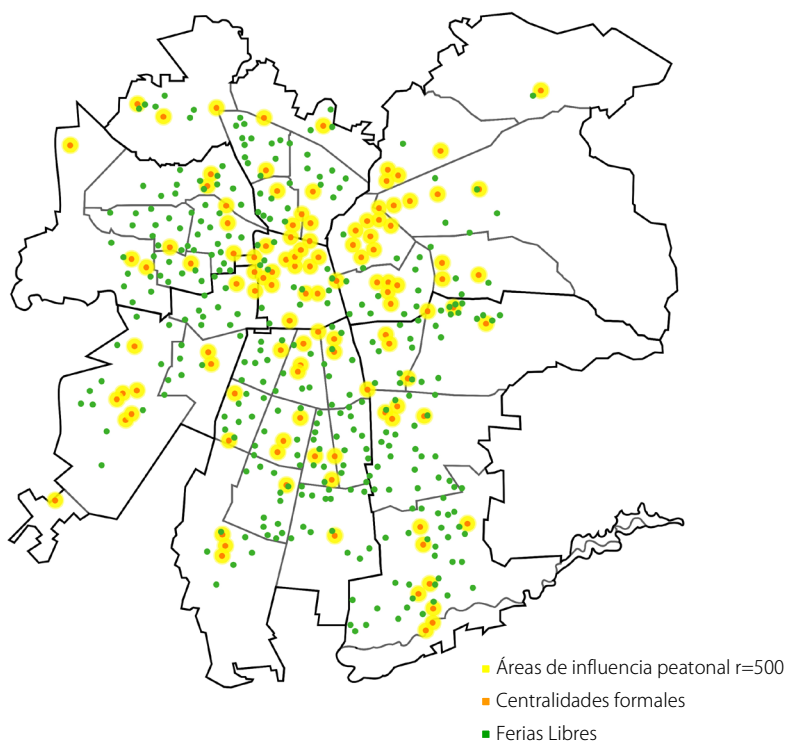 Áreas de influencia peatonal r=500
Centralidades formales
Ferias Libres